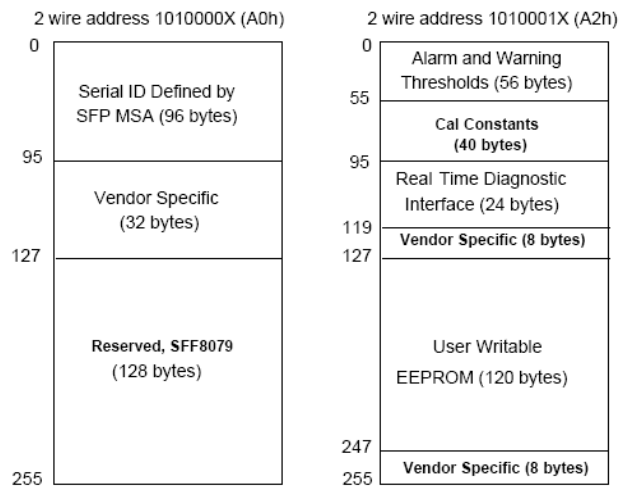 2 wire address 1010000X (A0h)
0
Serial ID Defined by
SFP MSA (96 bytes)
95
Vendor Specific
(32 bytes)
127
Reserved, SFF8079
(128 bytes)
255
2 wire address 1010001X (A2h)
0
Alarm and Warning
Thresholds (56 bytes)
55
Cal Constants
(40 bytes)
95
Real Time Diagnostic
Interface (24 bytes)
119
Vendor Specific (8 bytes)
127
User Writable
EEPROM (120 bytes)
247
Vendor Specific (8 bytes)
255